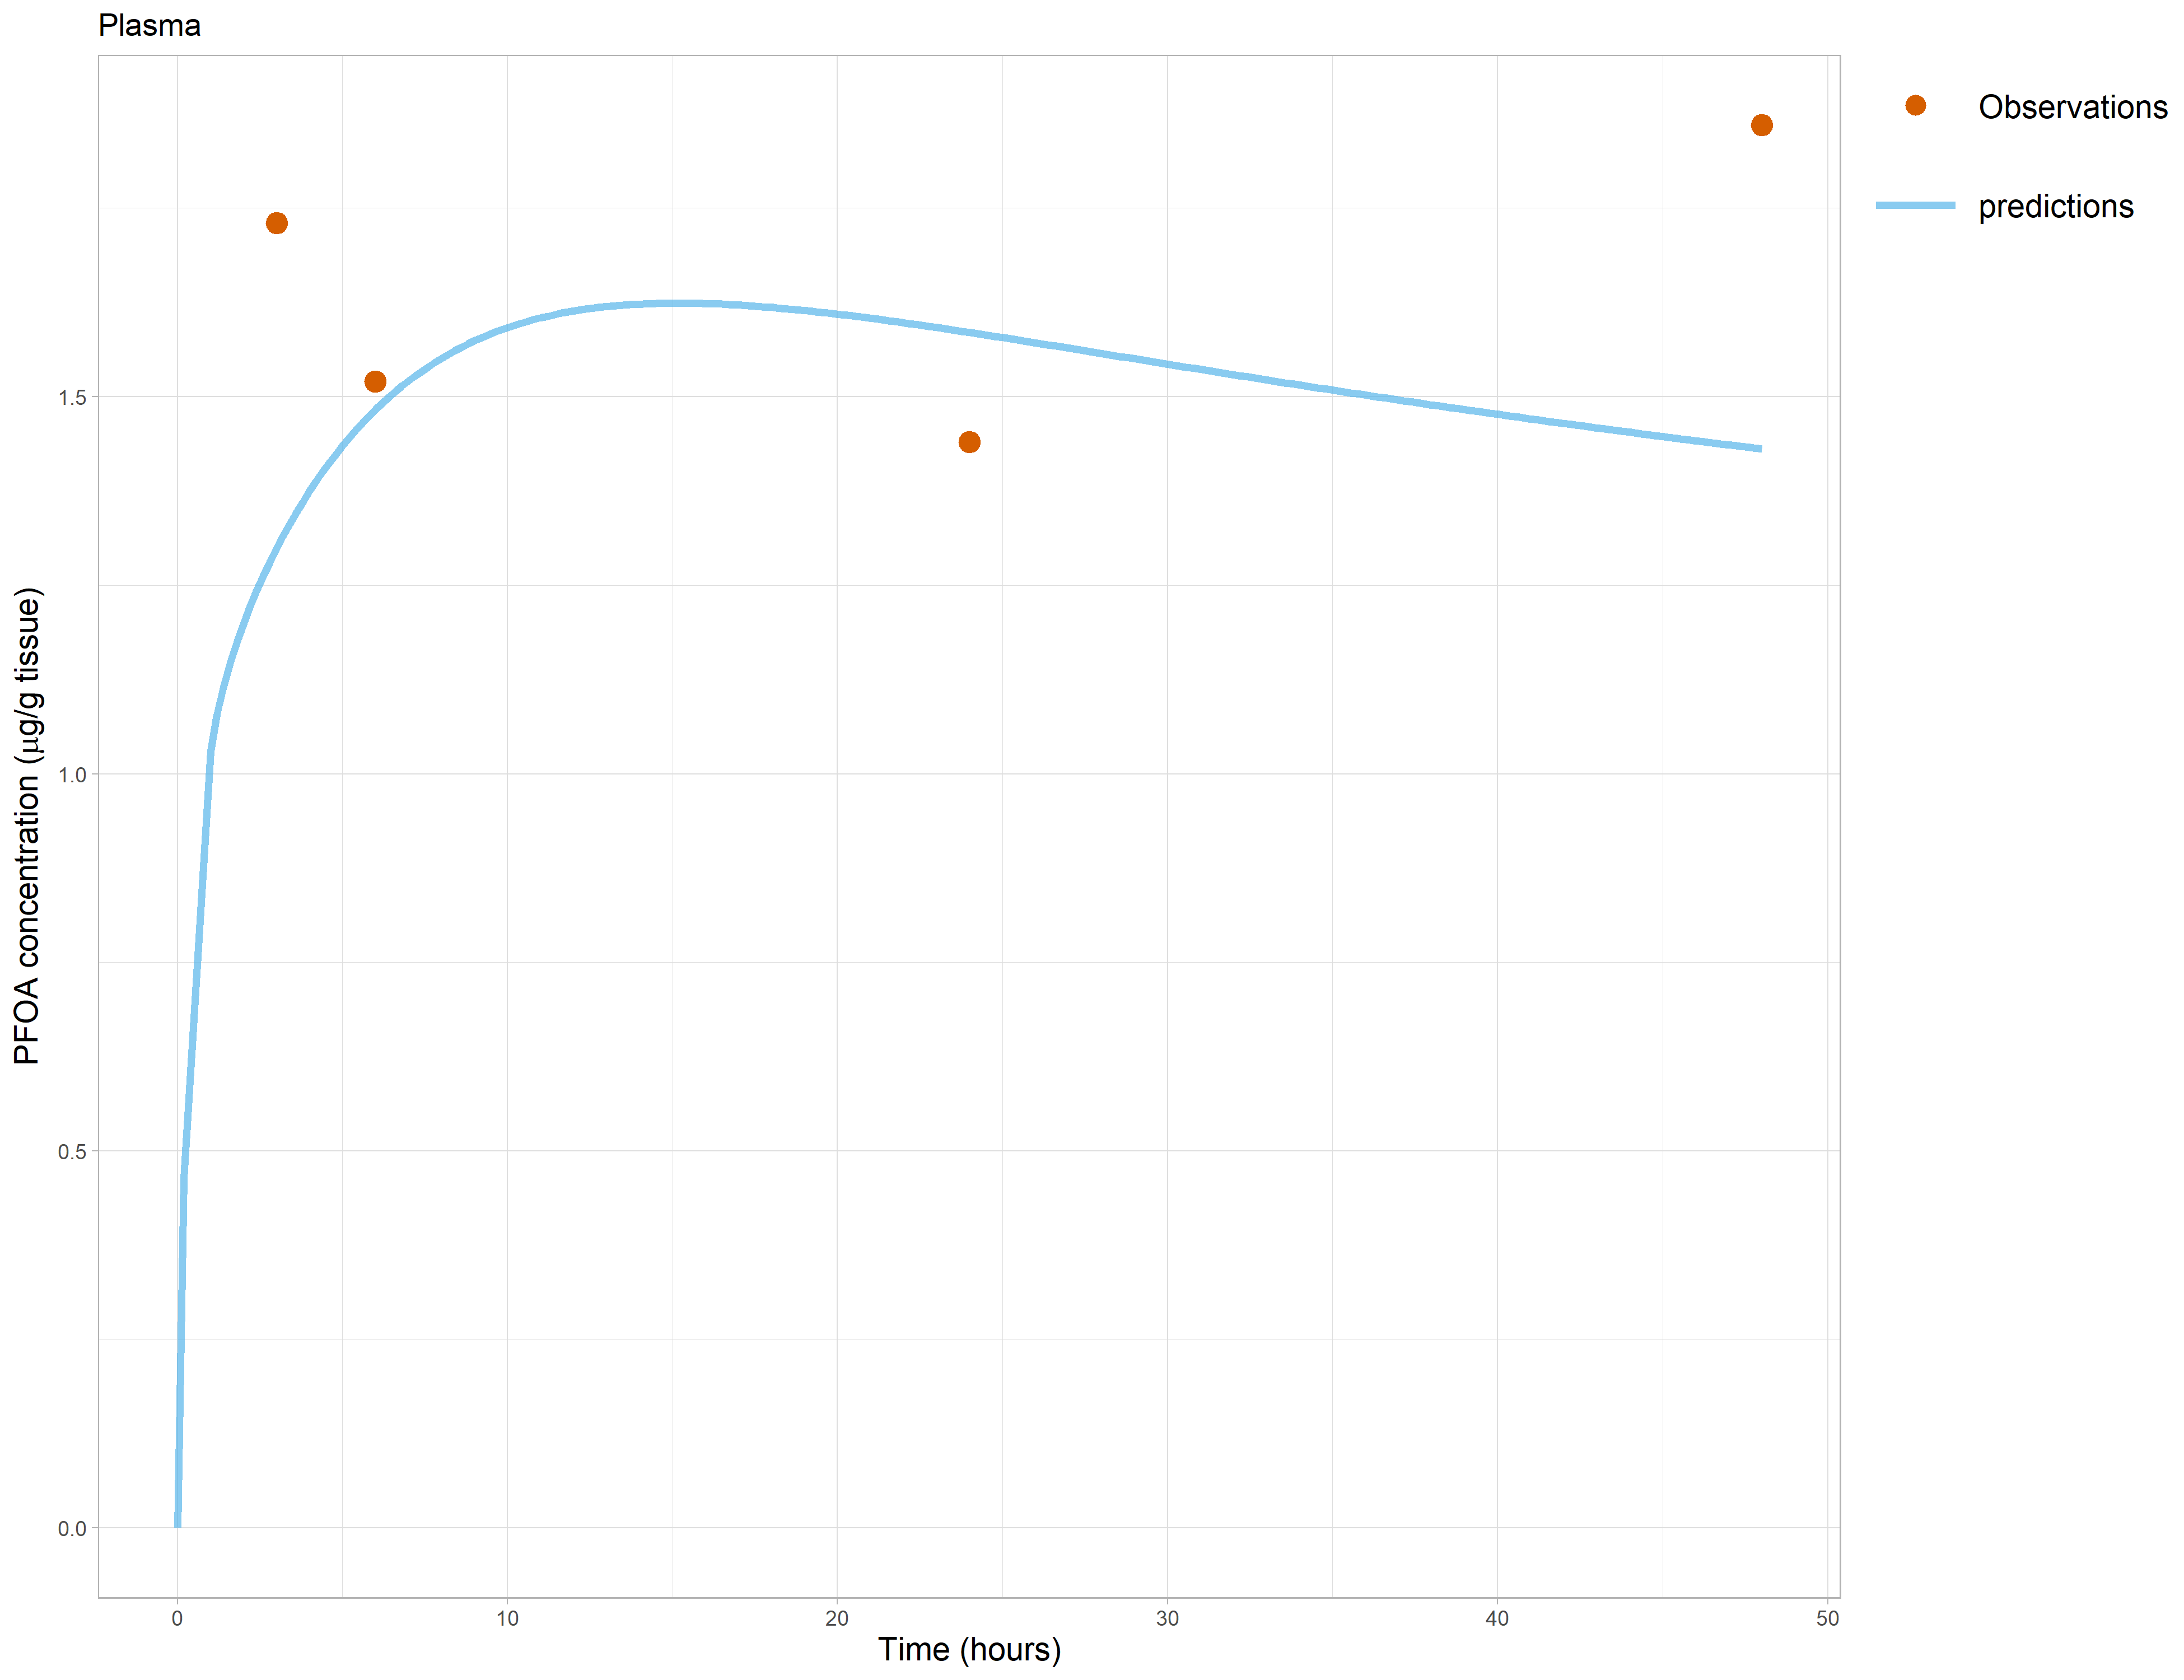 Plasma
Observations
predictions
PFOA concentration (μg/g tissue)
1.5
1.0
0.5
0.0
0 10 20 30 40 50
Time (hours)